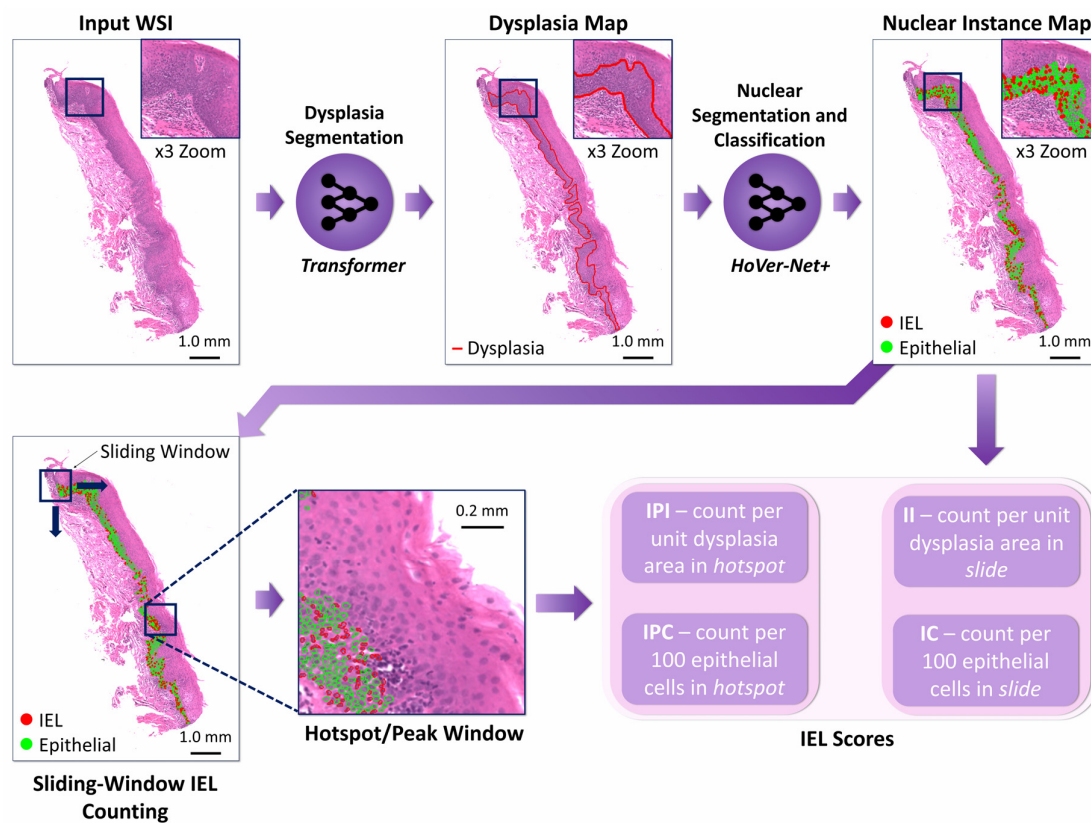 Input WSI
Dysplasia Map
Nuclear Instance Map
x3 Zoom
Dysplasia
Segmentation
Transformer
x3 Zoom
Nuclear
Segmentation and
Classification
HoVer-Net+
x3 Zoom
1.0 mm
Dysplasia
1.0 mm
IEL
Epithelial
1.0 mm
Sliding Window
IEL
Epithelial
1.0 mm
Sliding-Window IEL
Counting
0.2 mm
Hotspot/Peak Window
IPI – count per
unit dysplasia
area in hotspot
IPC – count per
100 epithelial
cells in hotspot
II – count per unit
dysplasia area in
slide
IC – count per
100 epithelial
cells in slide
IEL Scores